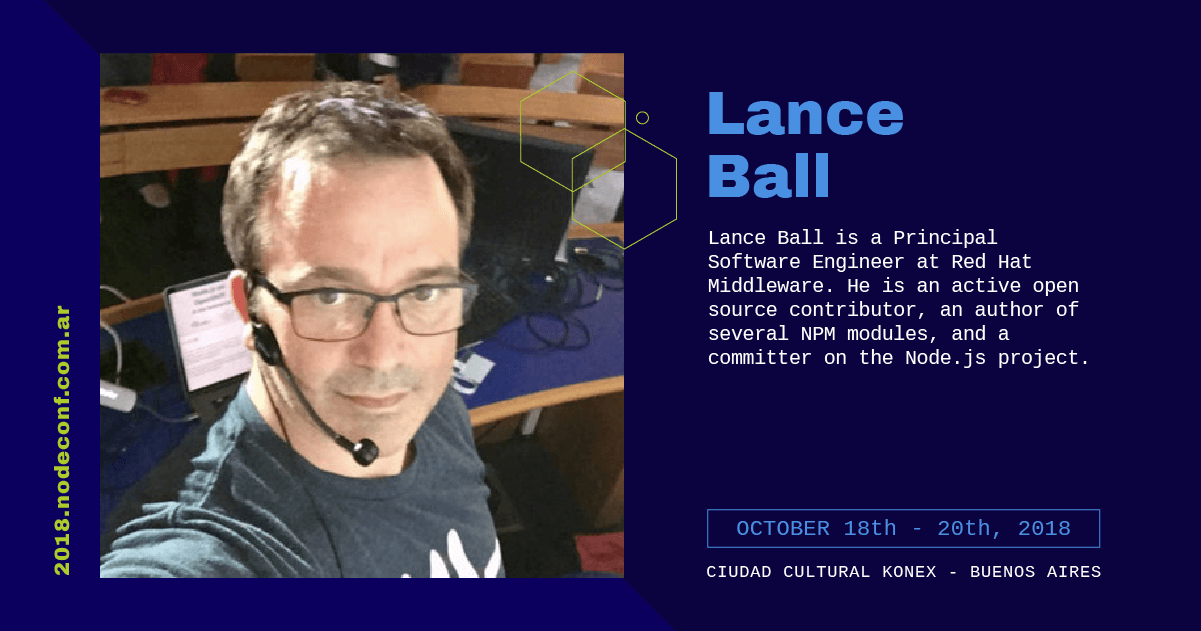 Lance
Ball
Lance Ball is a Principal
Software Engineer at Red Hat
Middleware. He is an active open
source contributor, an author of
several NPM modules, and a
committer on the Node.js project.
OCTOBER 18th - 20th, 2018
CIUDAD CULTURAL KONEX - BUENOS AIRES
2018.nodeconf.com.ar